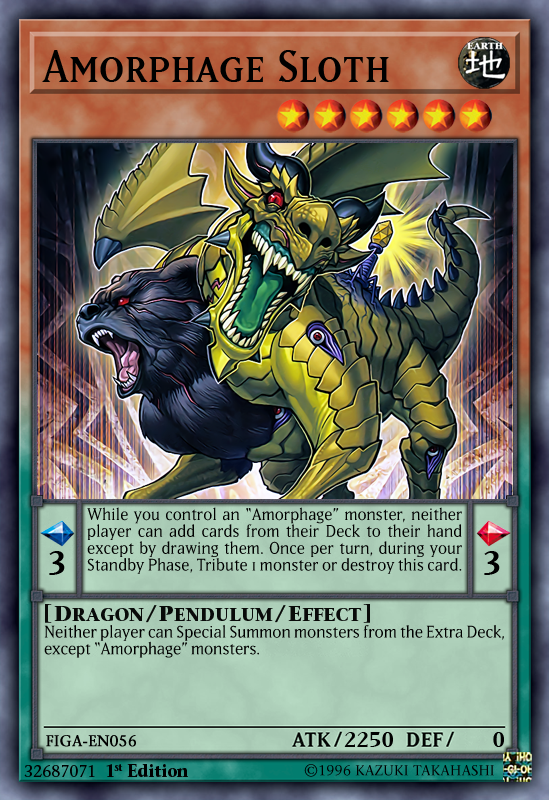 AMORPHAGE SLOTH
EARTH
地
While you control an "Amorphage" monster, neither
player can add cards from their Deck to their hand
except by drawing them. Once per turn, during your
Standby Phase, Tribute 1 monster or destroy this card.
3
3
[DRAGON/PENDULUM/EFFECT]
Neither player can Special Summon monsters from the Extra Deck,
except "Amorphage" monsters.
FIGA-EN056
ATK/2250 DEF/ 0
32687071 1st Edition
©1996 KAZUKI TAKAHASHI